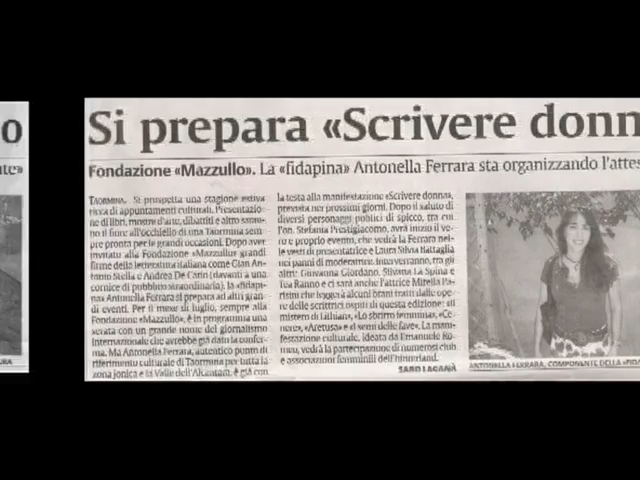 o
nte»
URA
Si prepara «Scrivere donn
Fondazione «Mazzullo». La «fidapina» Antonella Ferrara sta organizzando l'attes
TAORMINA. Si prospetta una stagione estiva
ricca di appuntamenti culturali. Presentazio-
ne di libri, mostre d'arte, dibattiti e altro saran-
no il fiore all'occhiello di una Taormina sem-
pre pronta per le grandi occasioni. Dopo aver
invitato alla Fondazione «Mazzullo» grandi
firme della letteratura italiana come Gian An-
tonio Stella e Andrea De Carlo (davanti a una
cornice di pubblico straordinaria), la «fidapi-
na» Antonella Ferrara si prepara ad altri gran-
di eventi. Per il mese di luglio, sempre alla
Fondazione «Mazzullo», è in programma una
serata con un grande nome del giornalismo
internazionale che avrebbe già dato la confer-
ma. Ma Antonella Ferrara, autentico punto di
riferimento culturale di Taormina per tutta la
zona jonica e la Valle dell'Alcantara, è già con
la testa alla manifestazione «Scrivere donna»,
prevista nei prossimi giorni. Dopo il saluto di
diversi personaggi politici di spicco, tra cui
l'on. Stefania Prestigiacomo, avrà inizio il ve-
ro e proprio evento, che vedrà la Ferrara nel-
le vesti di presentatrice e Laura Silvia Battaglia
nei panni di moderatrice. Interverranno, tra gli
altri: Giovanna Giordano, Silvana La Spina e
Tea Ranno e ci sarà anche l'attrice Mirella Pa-
risin che leggerà alcuni brani tratti dalle ope-
re delle scrittrici ospiti di questa edizione: «Il
mistero di Lithian», «Lo sbirro femmina», «Ce-
nere», «Aretusa» e «I semi delle fave». La mani-
festazione culturale, ideata da Emanuele Ro-
meo, vedrà la partecipazione di numerosi club
e associazioni femminili dell'hinterland.
SARO LAGANÀ
ANTONELLA FERRARA, COMPONENTE DELLA «FIDA